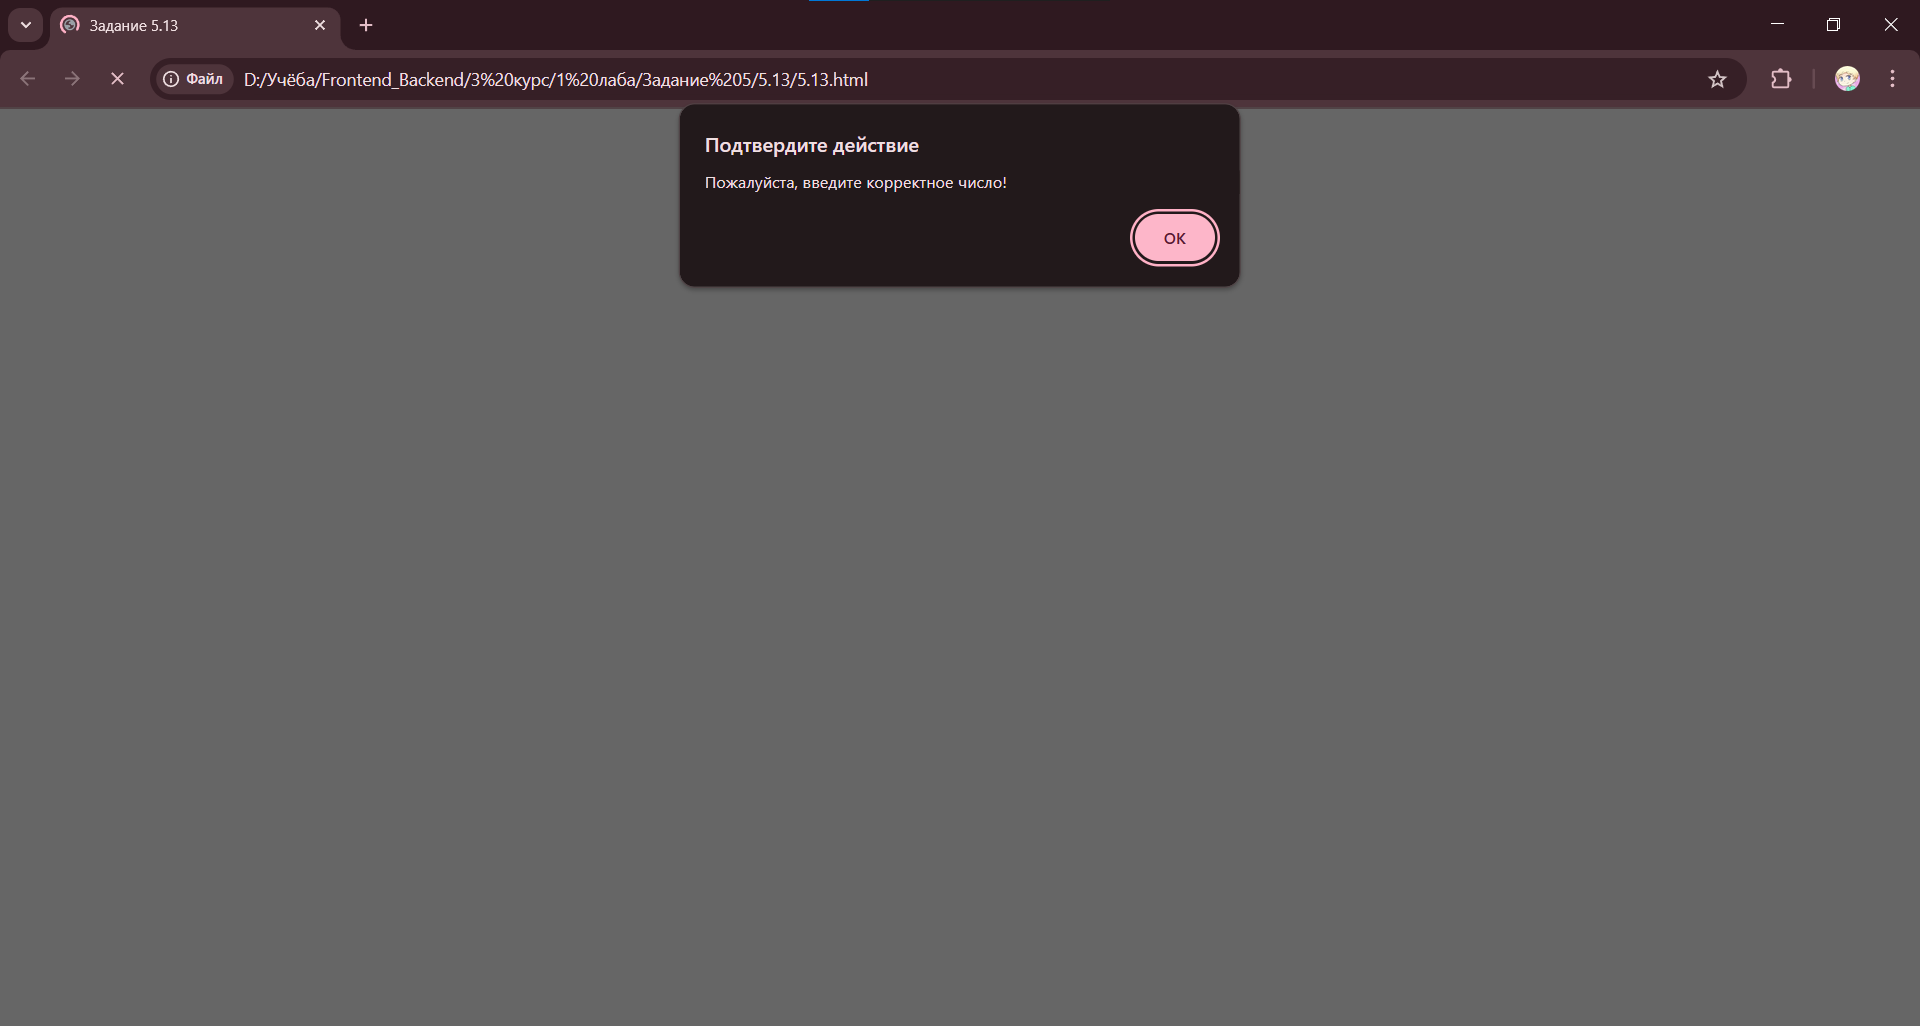 Задание 5.13
Файл
D:/Учёба/Frontend_Backend/3%20курс/1%20лаба/Задание%205/5.13/5.13.html
Подтвердите действие
Пожалуйста, введите корректное число!
ОК